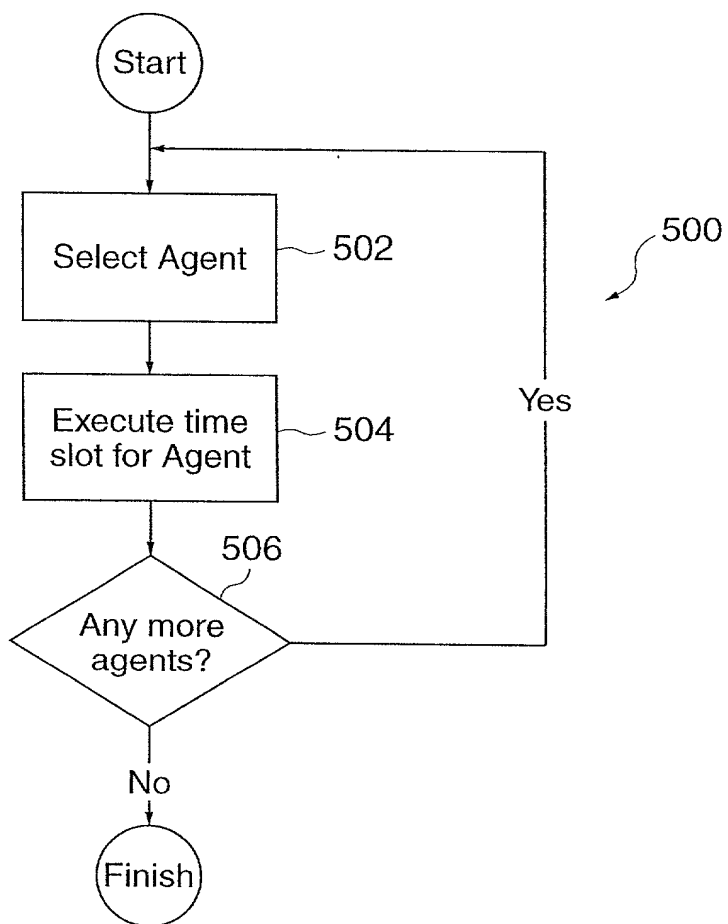 Start
Select Agent
502
500
Execute time
slot for Agent
504
Yes
506
Any more
agents?
No
Finish